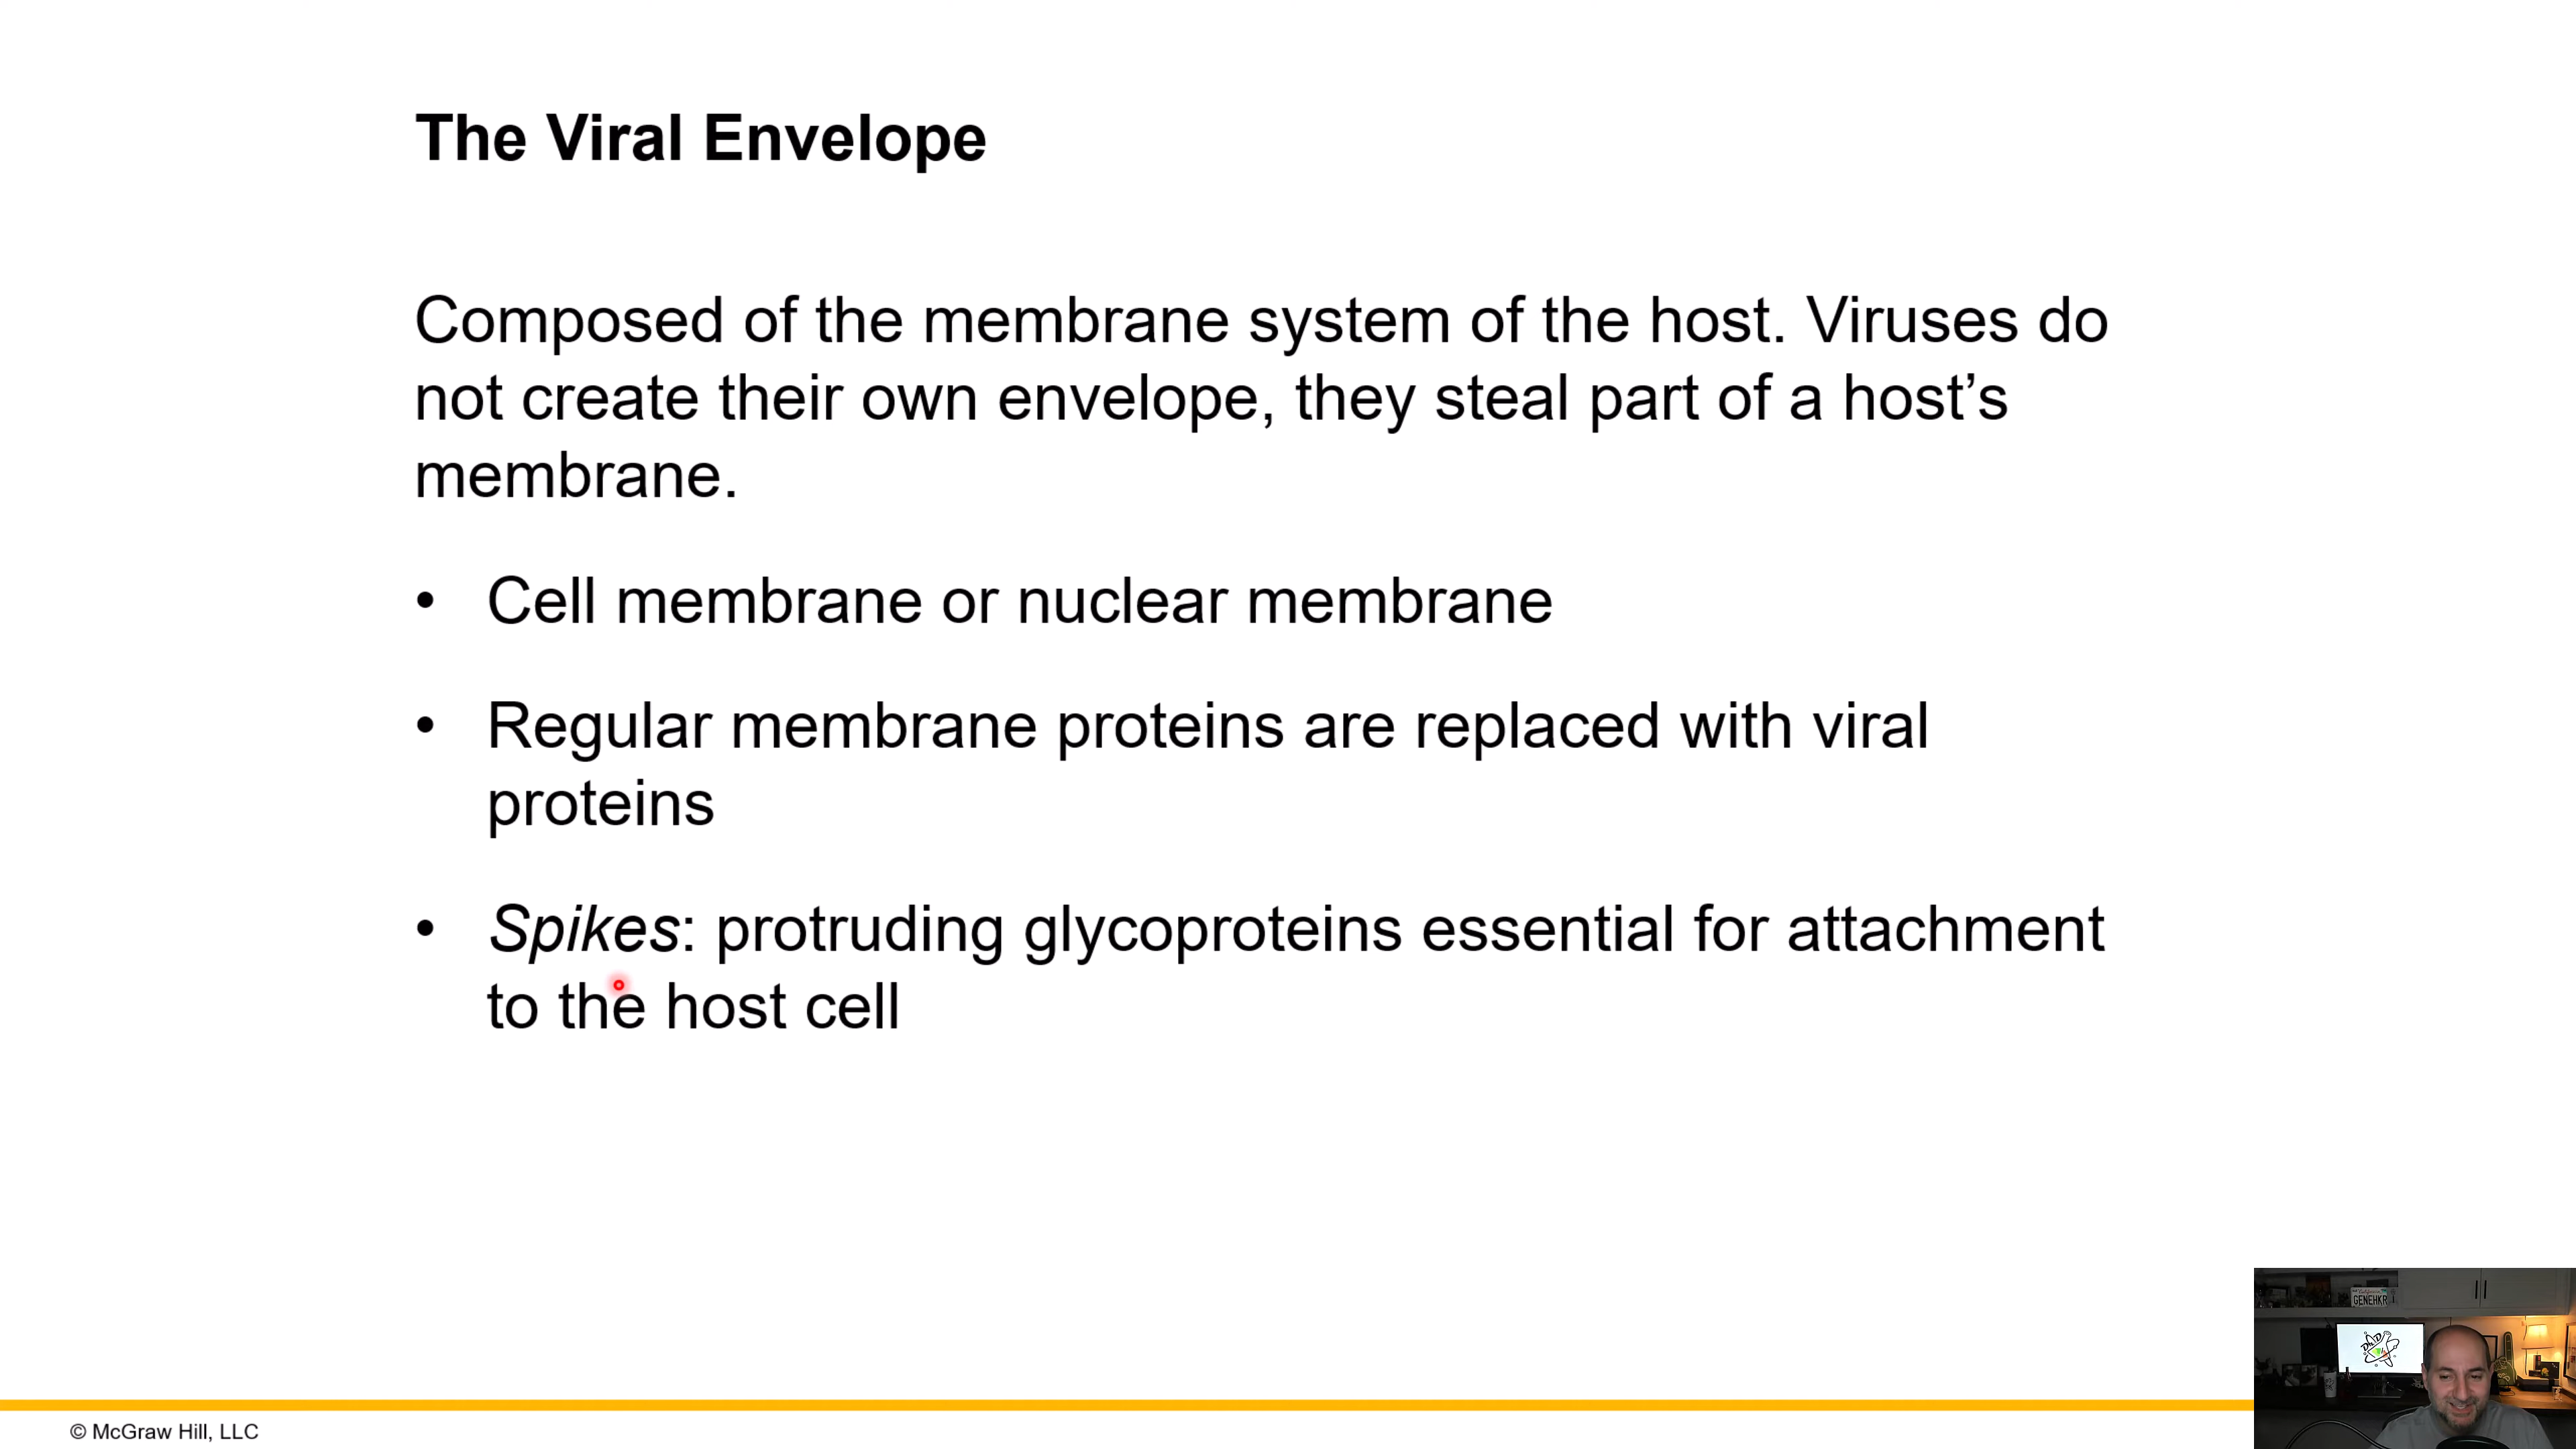 The Viral Envelope
Composed of the membrane system of the host. Viruses do
not create their own envelope, they steal part of a host’s
membrane.
• Cell membrane or nuclear membrane
• Regular membrane proteins are replaced with viral
proteins
• Spikes: protruding glycoproteins essential for attachment
to the host cell
GENEHKR
© McGraw Hill, LLC